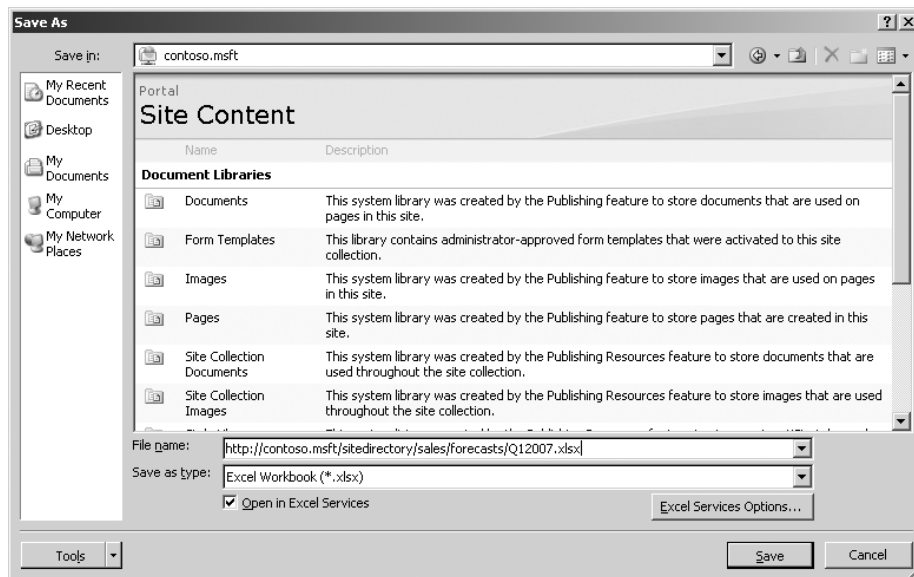 Save As
Save in:
contoso.msft
My Recent
Documents
Desktop
My
Documents
My
Computer
My Network
Places
Portal
Site Content
Name Description
Document Libraries
Documents This system library was created by the Publishing feature to store documents that are used on
pages in this site.
Form Templates This library contains administrator-approved form templates that were activated to this site
collection.
Images This system library was created by the Publishing feature to store images that are used on pages
in this site.
Pages This system library was created by the Publishing feature to store pages that are created in this
site.
Site Collection This system library was created by the Publishing Resources feature to store documents that are
Documents used throughout the site collection.
Site Collection This system library was created by the Publishing Resources feature to store images that are used
Images throughout the site collection.
File name: http://contoso.msft/sitedirectory/sales/forecasts/Q12007.xlsx
Save as type: Excel Workbook (*.xlsx)
Open in Excel Services
Excel Services Options...
Tools
Save
Cancel